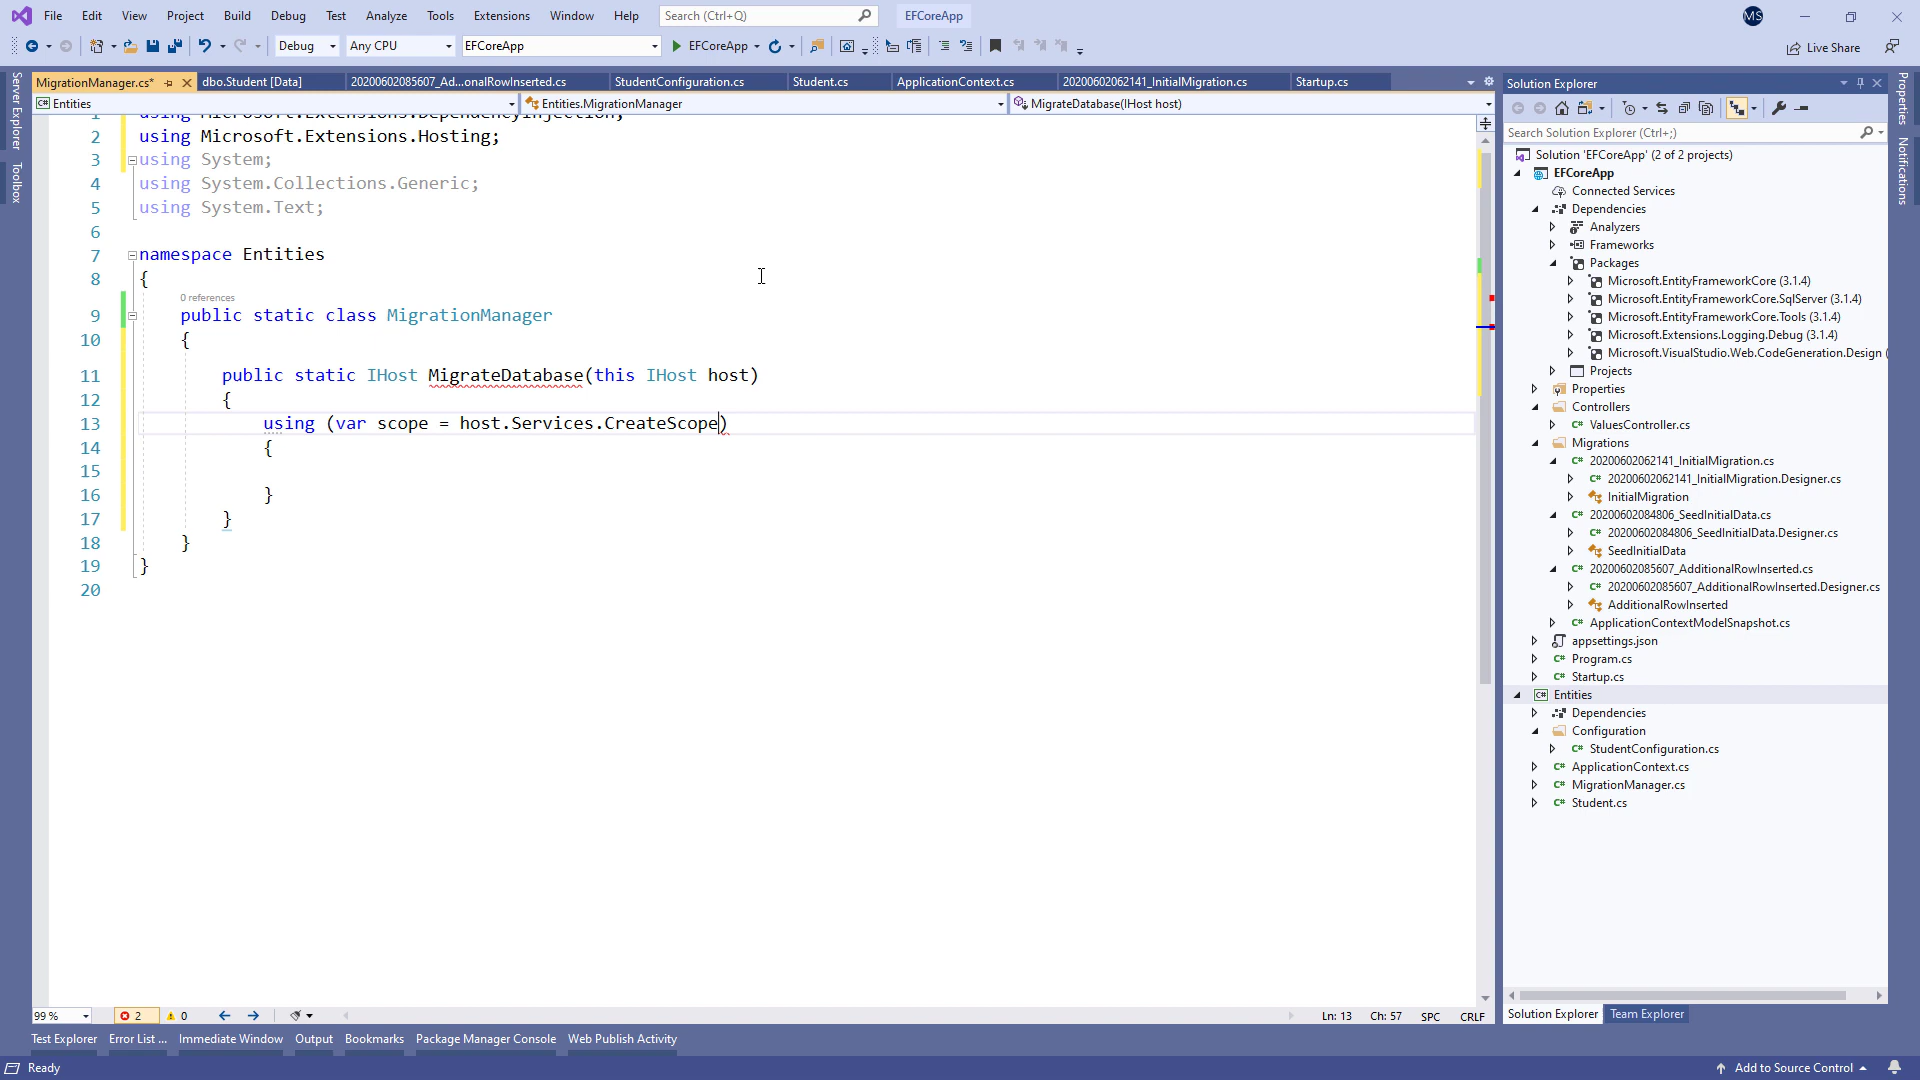 File Edit View Project Build Debug Test Analyze Tools Extensions Window Help Search (Ctrl+Q) EFCoreApp MS
Debug Any CPU EFCoreApp EFCoreApp Live Share
Server Explorer
Toolbox
MigrationManager.cs* dbo.Student [Data] 20200602085607_Ad...onalRowInserted.cs StudentConfiguration.cs Student.cs ApplicationContext.cs 20200602062141_InitialMigration.cs Startup.cs
Entities Entities.MigrationManager MigrateDatabase(IHost host)
1 using Microsoft.Extensions.DependencyInjection;
2 using Microsoft.Extensions.Hosting;
3 using System;
4 using System.Collections.Generic;
5 using System.Text;
6
7 namespace Entities
8 {
0 references
9 public static class MigrationManager
10 {
11 public static IHost MigrateDatabase(this IHost host)
12 {
13 using (var scope = host.Services.CreateScope)
14 {
15
16 }
17 }
18 }
19 }
20
99 % 2 0 Ln: 13 Ch: 57 SPC CRLF
Test Explorer Error List ... Immediate Window Output Bookmarks Package Manager Console Web Publish Activity
Ready Add to Source Control
Solution Explorer
Search Solution Explorer (Ctrl+;)
Solution 'EFCoreApp' (2 of 2 projects)
EFCoreApp
Connected Services
Dependencies
Analyzers
Frameworks
Packages
Microsoft.EntityFrameworkCore (3.1.4)
Microsoft.EntityFrameworkCore.SqlServer (3.1.4)
Microsoft.EntityFrameworkCore.Tools (3.1.4)
Microsoft.Extensions.Logging.Debug (3.1.4)
Microsoft.VisualStudio.Web.CodeGeneration.Design (
Projects
Properties
Controllers
ValuesController.cs
Migrations
20200602062141_InitialMigration.cs
20200602062141_InitialMigration.Designer.cs
InitialMigration
20200602084806_SeedInitialData.cs
20200602084806_SeedInitialData.Designer.cs
SeedInitialData
20200602085607_AdditionalRowInserted.cs
20200602085607_AdditionalRowInserted.Designer.cs
AdditionalRowInserted
ApplicationContextModelSnapshot.cs
appsettings.json
Program.cs
Startup.cs
Entities
Dependencies
Configuration
StudentConfiguration.cs
ApplicationContext.cs
MigrationManager.cs
Student.cs
Solution Explorer Team Explorer
Properties
Notifications